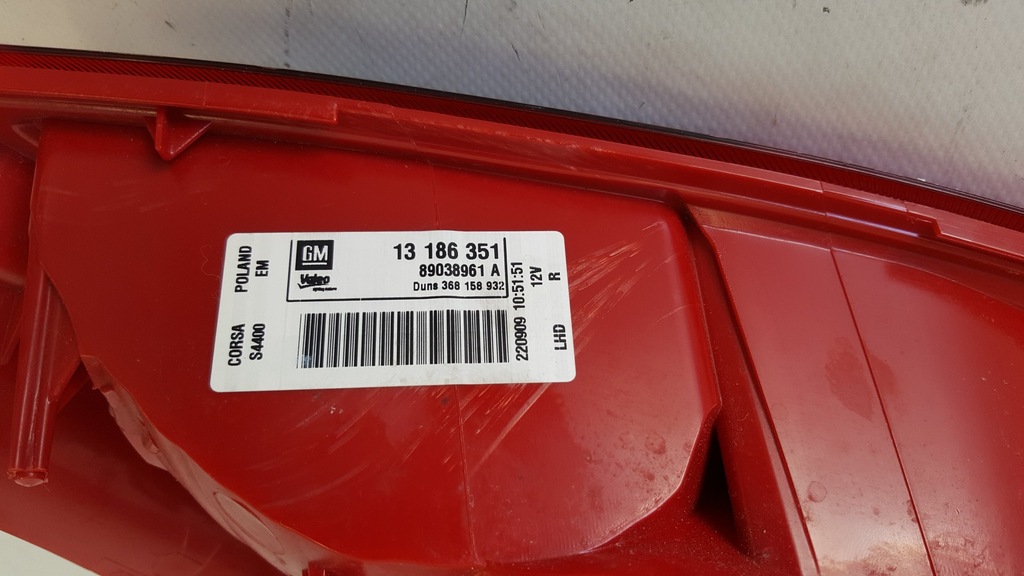 POLAND
EM
CORSA
S4400
GM
Valeo
13 186 351
89038961 A
Duns 368 158 932
220909 10:51:51
12V
LHD R